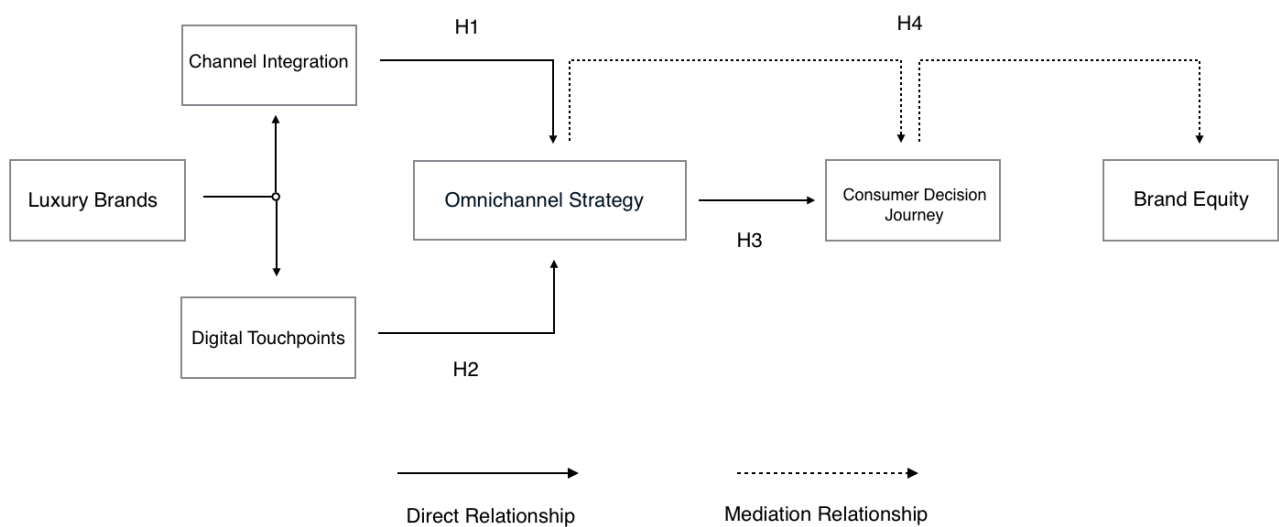 H1
H4
Channel Integration
Luxury Brands
Omnichannel Strategy
Consumer Decision
Journey
Brand Equity
H3
Digital Touchpoints
H2
Direct Relationship
Mediation Relationship